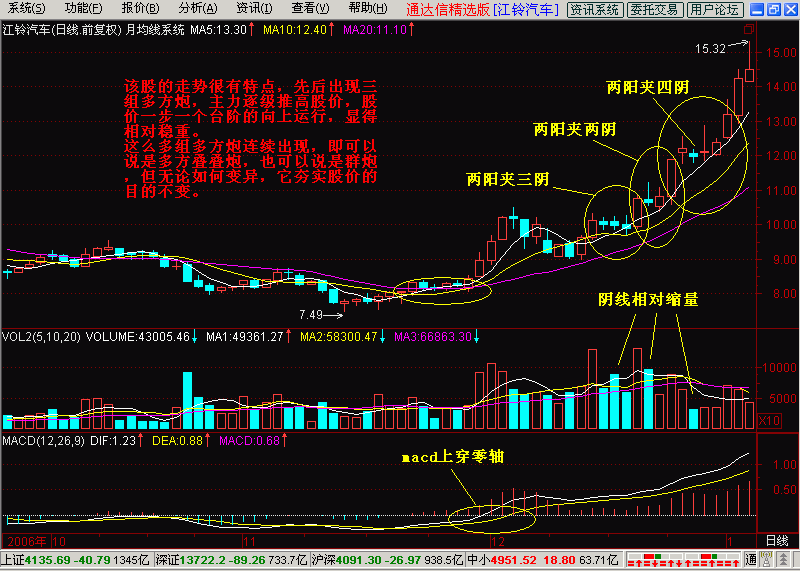 系统(S) 功能(F) 报价(B) 分析(A) 资讯(I) 查看(V) 帮助(H) 通达信精选版 [江铃汽车] 资讯系统 委托交易 用户论坛
江铃汽车(日线.前复权) 月均线系统 MA5:13.30↑ MA10:12.40↑ MA20:11.10↑
15.32
15.00
该股的走势很有特点，先后出现三
组多方炮，主力逐级推高股价，股
价一步一个台阶的向上运行，显得
相对稳重。
这么多组多方炮连续出现，即可以
说是多方叠叠炮，也可以说是群炮
，但无论如何变异，它夯实股价的
目的不变。
两阳夹四阴
14.00
13.00
两阳夹两阴
12.00
两阳夹三阴
11.00
10.00
9.00
8.00
7.49
阴线相对缩量
VOL2(5,10,20) VOLUME:43005.46↓ MA1:49361.27↑ MA2:58300.47↓ MA3:66863.30↓
10000
5000
X10
MACD(12,26,9) DIF:1.23↑ DEA:0.88↑ MACD:0.68↑
macd上穿零轴
1.00
0.50
2006年 10 11 12 1 日线
上证4135.69 -40.79 1345亿 深证13722.2 -89.26 733.7亿 沪深4091.30 -26.97 938.5亿 中小4951.52 18.80 63.71亿 通